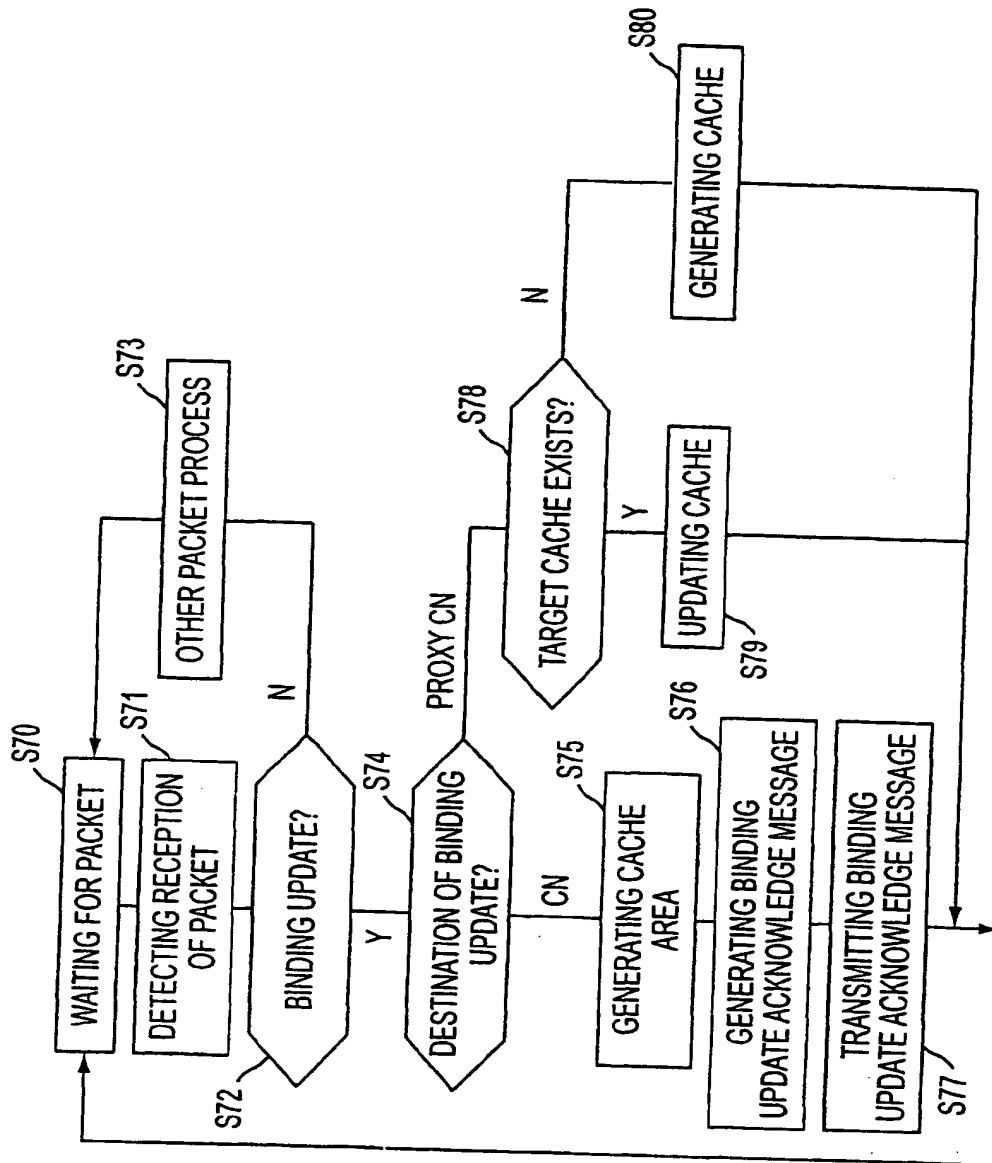 S70
WAITING FOR PACKET
S71
DETECTING RECEPTION
OF PACKET
S72
BINDING UPDATE?
N
S73
OTHER PACKET PROCESS
Y
S74
DESTINATION OF BINDING
UPDATE?
PROXY CN
CN
S75
GENERATING CACHE
AREA
S76
GENERATING BINDING
UPDATE ACKNOWLEDGE MESSAGE
TRANSMITTING BINDING
UPDATE ACKNOWLEDGE MESSAGE
S77
S78
TARGET CACHE EXISTS?
Y
N
UPDATING CACHE
S79
S80
GENERATING CACHE